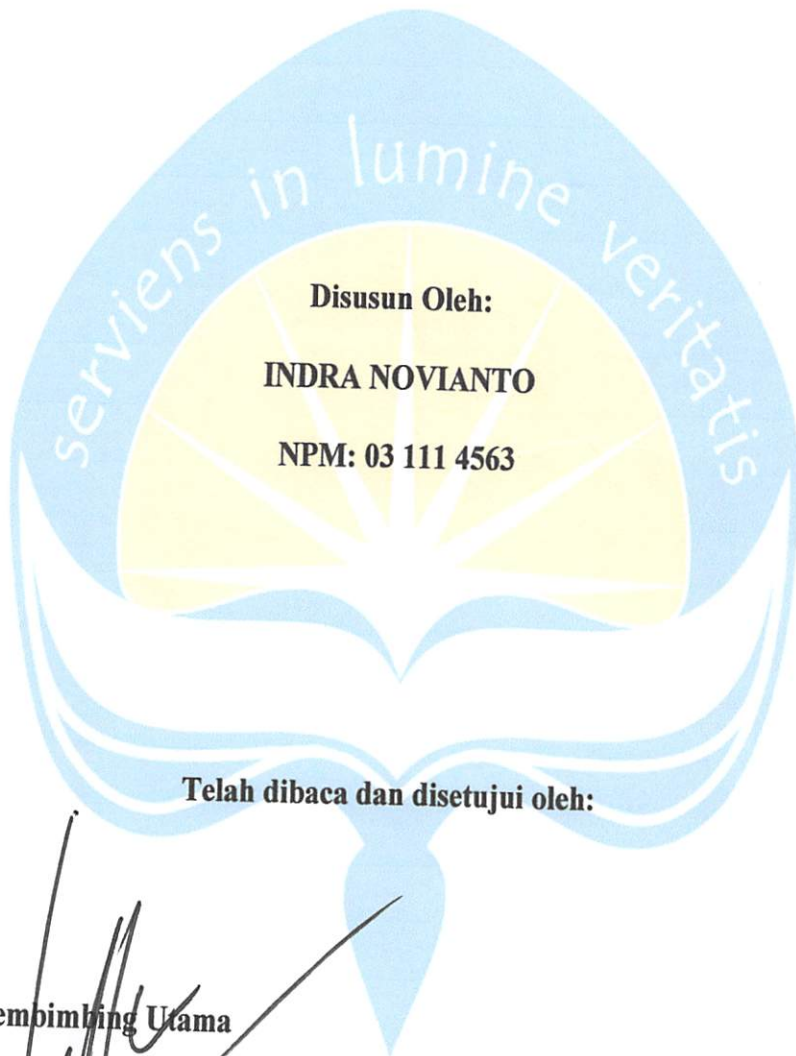 serviens in lumine veritatis
Disusun Oleh:
INDRA NOVIANTO
NPM: 03 111 4563
Telah dibaca dan disetujui oleh:
embimbing Utama